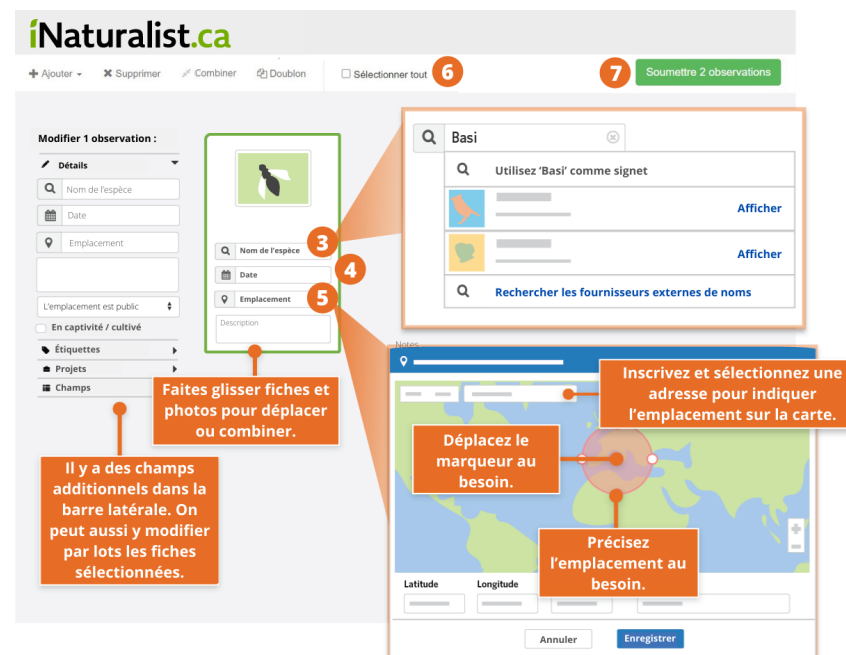 iNaturalist.ca
Ajouter
Supprimer
Combiner
Doublon
Sélectionner tout
6
7
Soumettre 2 observations
Modifier 1 observation :
Détails
Nom de l'espèce
Date
Emplacement
L'emplacement est public
En captivité / cultivé
Étiquettes
Projets
Champs
Nom de l'espèce
3
Date
4
Emplacement
5
Description
Basi
Utilisez ‘Basi’ comme signet
Afficher
Afficher
Rechercher les fournisseurs externes de noms
Faites glisser fiches et
photos pour déplacer
ou combiner.
Il y a des champs
additionnels dans la
barre latérale. On
peut aussi y modifier
par lots les fiches
sélectionnées.
Notes
Inscrivez et sélectionnez une
adresse pour indiquer
l’emplacement sur la carte.
Déplacez le
marqueur au
besoin.
Précisez
l’emplacement au
besoin.
Latitude
Longitude
Annuler
Enregistrer